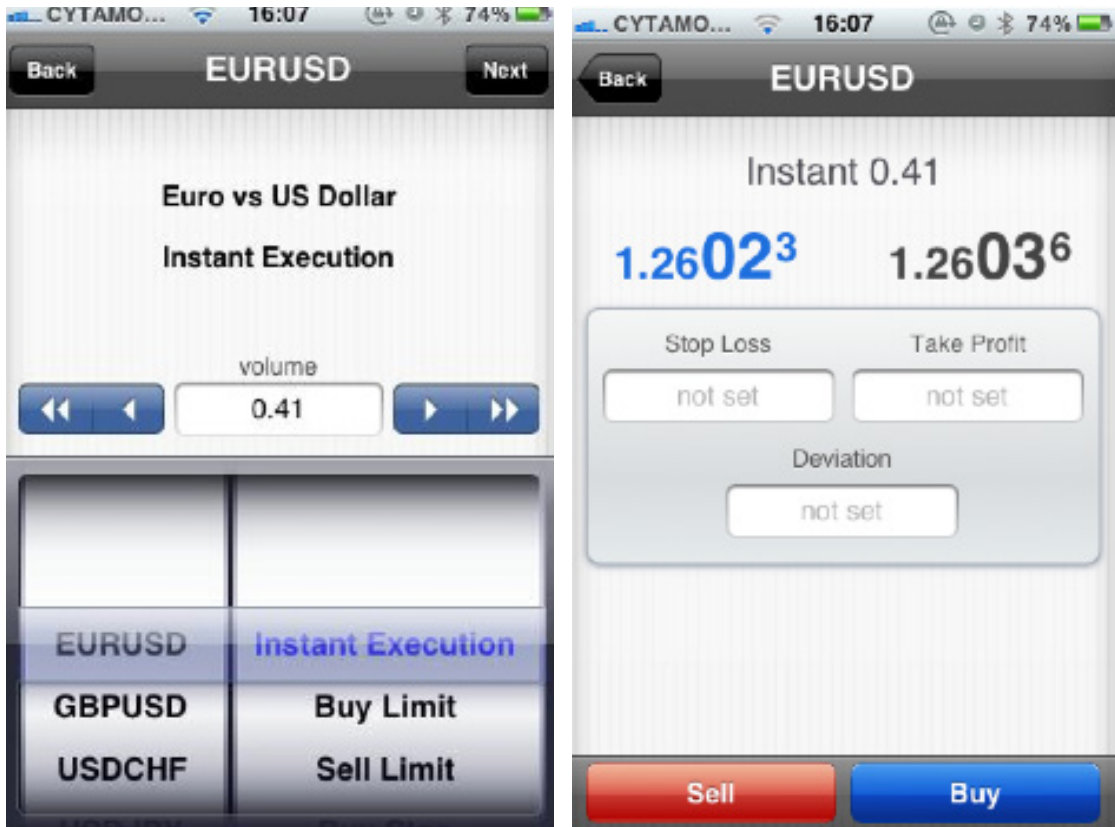 CYTAMO... 16:07 74%
Back EURUSD Next
Euro vs US Dollar
Instant Execution
volume
0.41
EURUSD Instant Execution
GBPUSD Buy Limit
USDCHF Sell Limit
CYTAMO... 16:07 74%
Back EURUSD
Instant 0.41
1.26023 1.26036
Stop Loss Take Profit
not set not set
Deviation
not set
Sell Buy